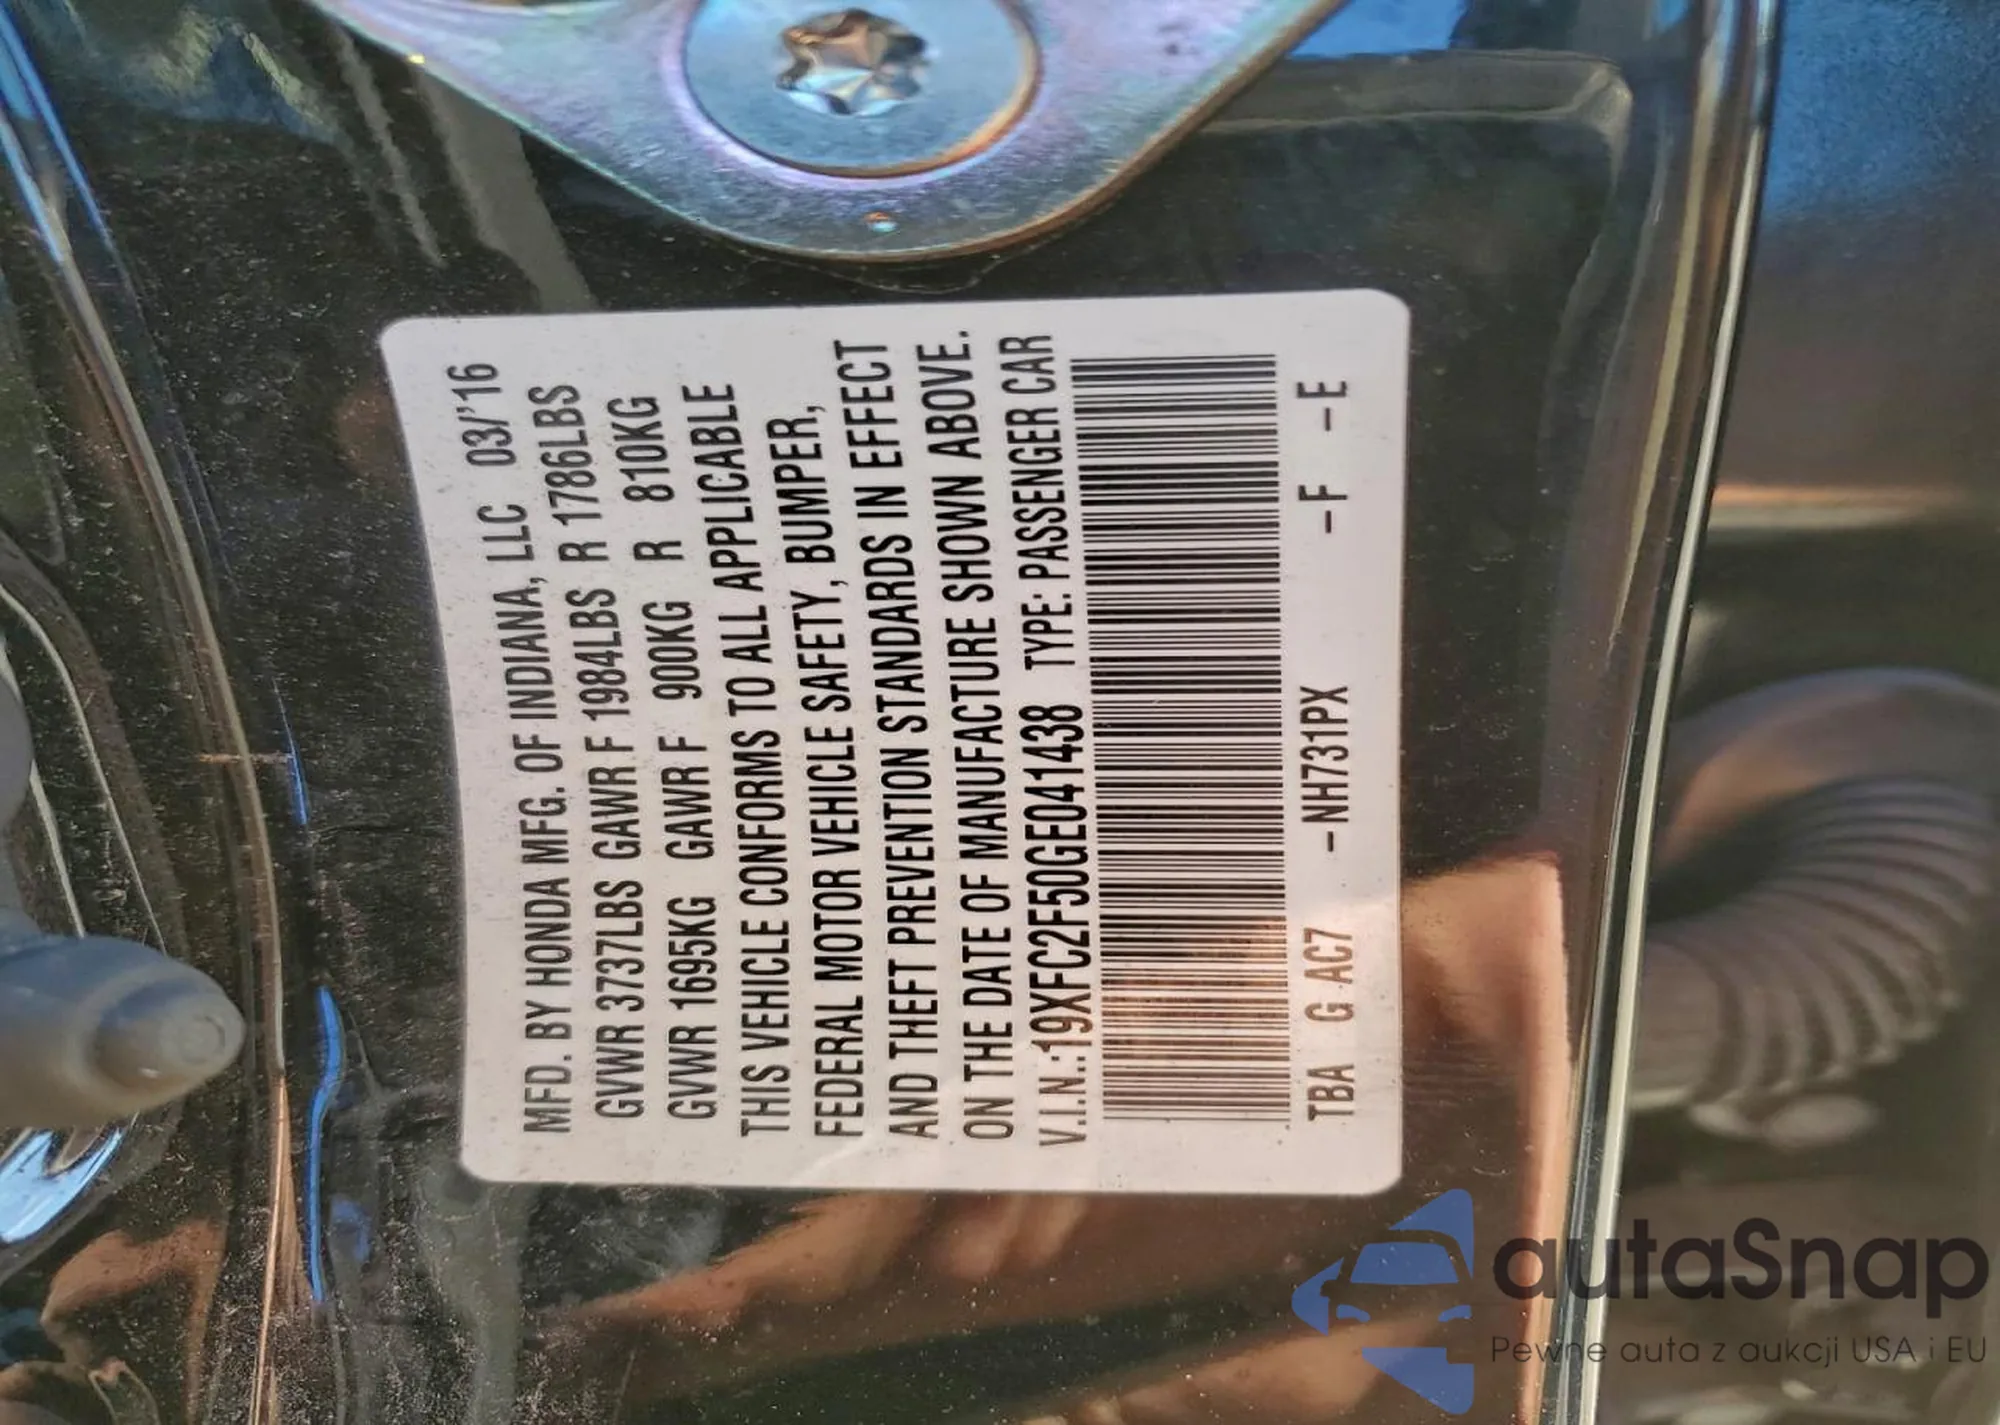 MFD. BY HONDA MFG. OF INDIANA, LLC 03/'16
GVWR 3737LBS GAWR F 1984LBS R 1786LBS
GVWR 1695KG GAWR F 900KG R 810KG
THIS VEHICLE CONFORMS TO ALL APPLICABLE
FEDERAL MOTOR VEHICLE SAFETY, BUMPER,
AND THEFT PREVENTION STANDARDS IN EFFECT
ON THE DATE OF MANUFACTURE SHOWN ABOVE.
V.I.N.:19XFC2F50GE041438 TYPE: PASSENGER CAR
TBA G AC7 -NH731PX -F -E
autaSnap
Pewne auta z aukcji USA i EU